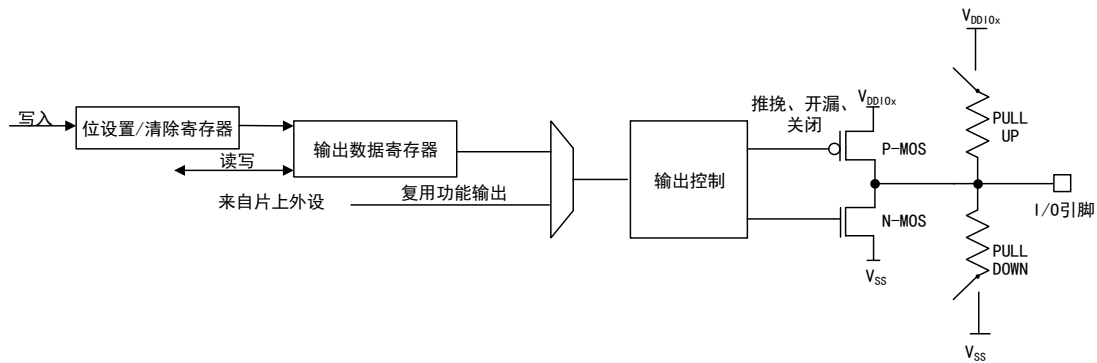 V_DDIOx
写入
位设置/清除寄存器
读写
输出数据寄存器
来自片上外设
复用功能输出
输出控制
推挽、开漏、
关闭
V_DDIOx
P-MOS
N-MOS
V_SS
PULL
UP
I/O引脚
PULL
DOWN
V_SS